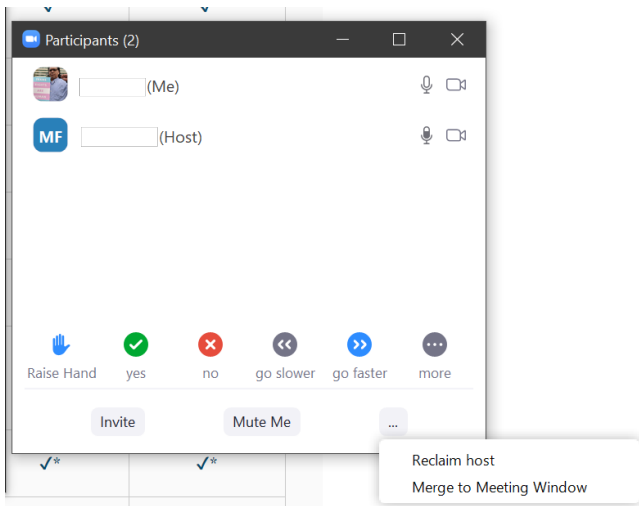 ✓ ✓
Participants (2)
(Me)
MF (Host)
Raise Hand yes no go slower go faster more
Invite Mute Me ...
✓* ✓*
Reclaim host
Merge to Meeting Window